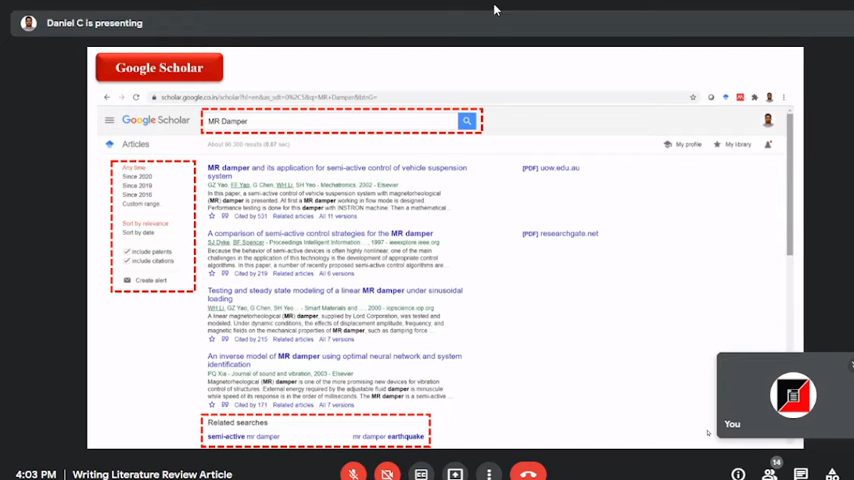 Daniel C is presenting
Google Scholar
scholar.google.co.in/scholar?hl=en&as_sdt=0%2C5&q=MR+Damper&btnG=
Google Scholar
MR Damper
Articles
About 96,300 results (0.07 sec)
My profile
My library
Any time
Since 2020
Since 2019
Since 2016
Custom range...
Sort by relevance
Sort by date
include patents
include citations
Create alert
MR damper and its application for semi-active control of vehicle suspension
system
GZ Yao, FF Yap, G Chen, WH Li, SH Yeo - Mechatronics, 2002 - Elsevier
In this paper, a semi-active control of vehicle suspension system with magnetorheological
(MR) damper is presented. At first a MR damper working in flow mode is designed.
Performance testing is done for this damper with INSTRON machine. Then a mathematical ...
Cited by 531 Related articles All 11 versions
[PDF] uow.edu.au
A comparison of semi-active control strategies for the MR damper
SJ Dyke, BF Spencer - Proceedings Intelligent Information ..., 1997 - ieeexplore.ieee.org
Because the behavior of semi-active devices is often highly nonlinear, one of the main
challenges in the application of this technology is the development of appropriate control
algorithms. In this paper, a number of recently proposed control algorithms are ...
Cited by 219 Related articles All 6 versions
[PDF] researchgate.net
Testing and steady state modeling of a linear MR damper under sinusoidal
loading
WH Li, GZ Yao, G Chen, SH Yeo ... - Smart Materials and ..., 2000 - iopscience.iop.org
A linear magnetorheological (MR) damper, supplied by Lord Corporation, was tested and
modeled. Under dynamic conditions, the effects of displacement amplitude, frequency, and
magnetic fields on the mechanical properties of MR damper, such as damping force ...
Cited by 215 Related articles All 7 versions
An inverse model of MR damper using optimal neural network and system
identification
PQ Xia - Journal of sound and vibration, 2003 - Elsevier
Magnetorheological (MR) damper is one of the more promising new devices for vibration
control of structures. External energy required by the adjustable fluid damper is minuscule
while speed of its response is in the order of milliseconds. The MR damper is a semi-active ...
Cited by 171 Related articles All 7 versions
Related searches
semi-active mr damper
mr damper earthquake
You
4:03 PM | Writing Literature Review Article
14